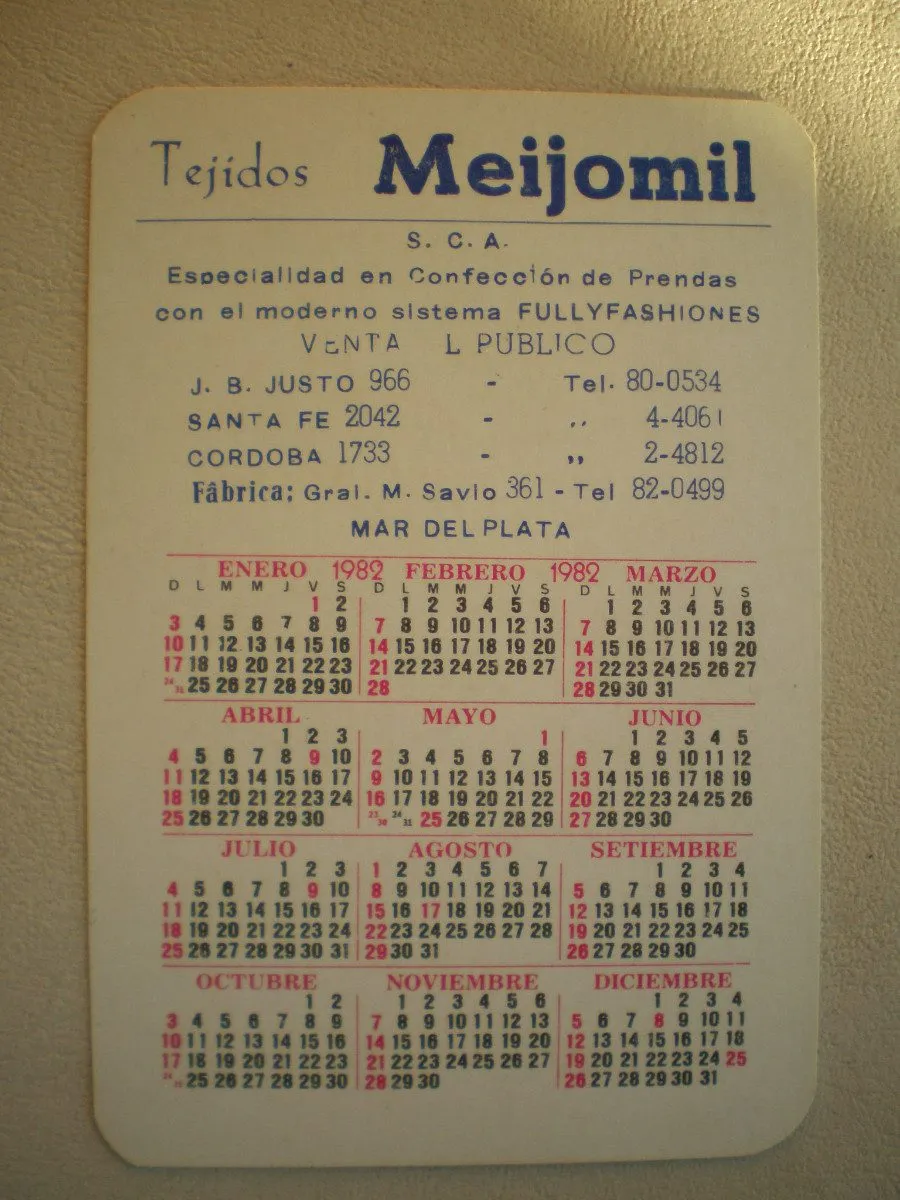 Tejidos Meijomil
S. C. A.
Especialidad en Confección de Prendas
con el moderno sistema FULLYFASHIONES
VENTA L PUBLICO
J. B. JUSTO 966 - Tel. 80-0534
SANTA FE 2042 - ,, 4-4061
CORDOBA 1733 - ,, 2-4812
Fâbrica: Gral. M. Savio 361 - Tel 82-0499
MAR DEL PLATA
ENERO 1982 FEBRERO 1982 MARZO
D L M M J V S D L M M J V S D L M M J V S
1 2 1 2 3 4 5 6 1 2 3 4 5 6
3 4 5 6 7 8 9 7 8 9 10 11 12 13 7 8 9 10 11 12 13
10 11 12 13 14 15 16 14 15 16 17 18 19 20 14 15 16 17 18 19 20
17 18 19 20 21 22 23 21 22 23 24 25 26 27 21 22 23 24 25 26 27
24/31 25 26 27 28 29 30 28 28 29 30 31
ABRIL MAYO JUNIO
1 2 3 1 1 2 3 4 5
4 5 6 7 8 9 10 2 3 4 5 6 7 8 6 7 8 9 10 11 12
11 12 13 14 15 16 17 9 10 11 12 13 14 15 13 14 15 16 17 18 19
18 19 20 21 22 23 24 16 17 18 19 20 21 22 20 21 22 23 24 25 26
25 26 27 28 29 30 23/30 24/31 25 26 27 28 29 27 28 29 30
JULIO AGOSTO SETIEMBRE
1 2 3 1 2 3 4 5 6 7 1 2 3 4
4 5 6 7 8 9 10 8 9 10 11 12 13 14 5 6 7 8 9 10 11
11 12 13 14 15 16 17 15 16 17 18 19 20 21 12 13 14 15 16 17 18
18 19 20 21 22 23 24 22 23 24 25 26 27 28 19 20 21 22 23 24 25
25 26 27 28 29 30 31 29 30 31 26 27 28 29 30
OCTUBRE NOVIEMBRE DICIEMBRE
1 2 1 2 3 4 5 6 1 2 3 4
3 4 5 6 7 8 9 7 8 9 10 11 12 13 5 6 7 8 9 10 11
10 11 12 13 14 15 16 14 15 16 17 18 19 20 12 13 14 15 16 17 18
17 18 19 20 21 22 23 21 22 23 24 25 26 27 19 20 21 22 23 24 25
24/31 25 26 27 28 29 30 28 29 30 26 27 28 29 30 31